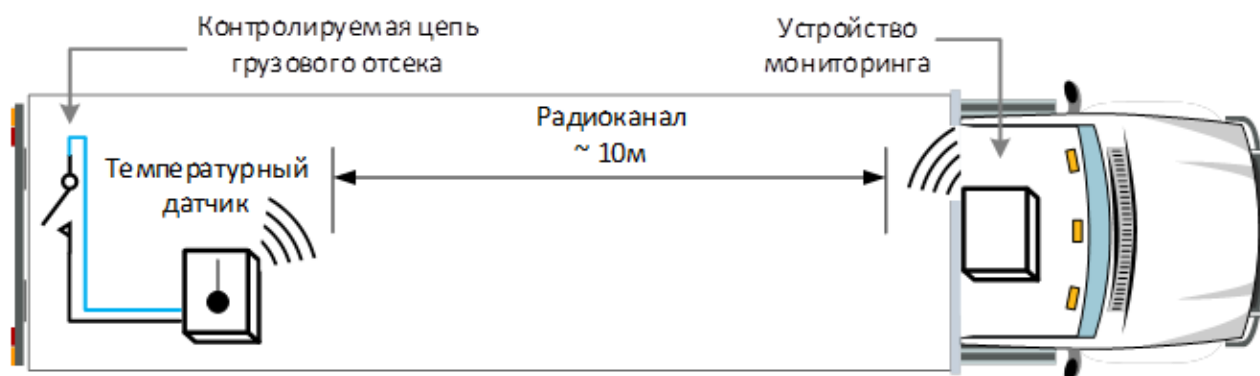 Контролируемая цепь
грузового отсека
Устройство
мониторинга
Радиоканал
~ 10м
Температурный
датчик